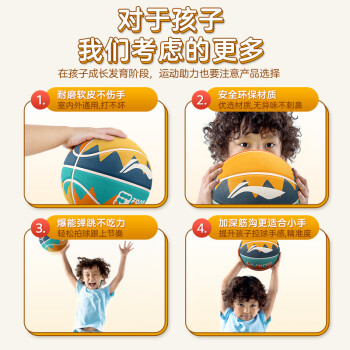 对于孩子
我们考虑的更多
在孩子成长发育阶段，运动助力也要注意产品选择
1.
耐磨软皮不伤手
室内外通用，打不坏
2.
安全环保材质
优选材质，无异味不刺鼻
3.
爆能弹跳不吃力
轻松拍球跟上节奏
4.
加深筋沟更适合小手
提升孩子控球手感，精准度